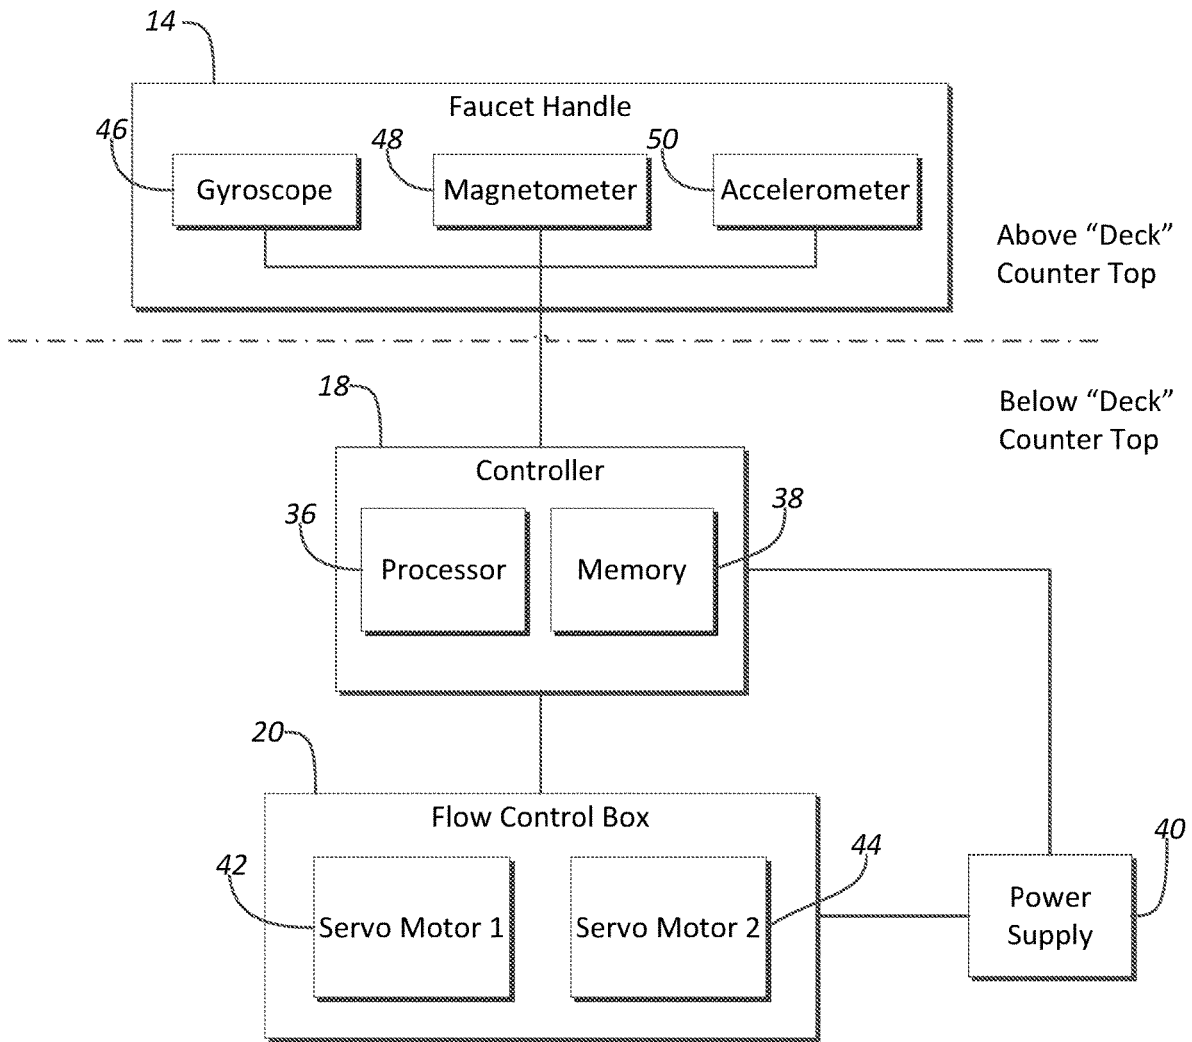 14
Faucet Handle
46
48
50
Gyroscope
Magnetometer
Accelerometer
Above “Deck”
Counter Top
18
Below “Deck”
Counter Top
Controller
36
38
Processor
Memory
20
Flow Control Box
42
44
40
Servo Motor 1
Servo Motor 2
Power
Supply